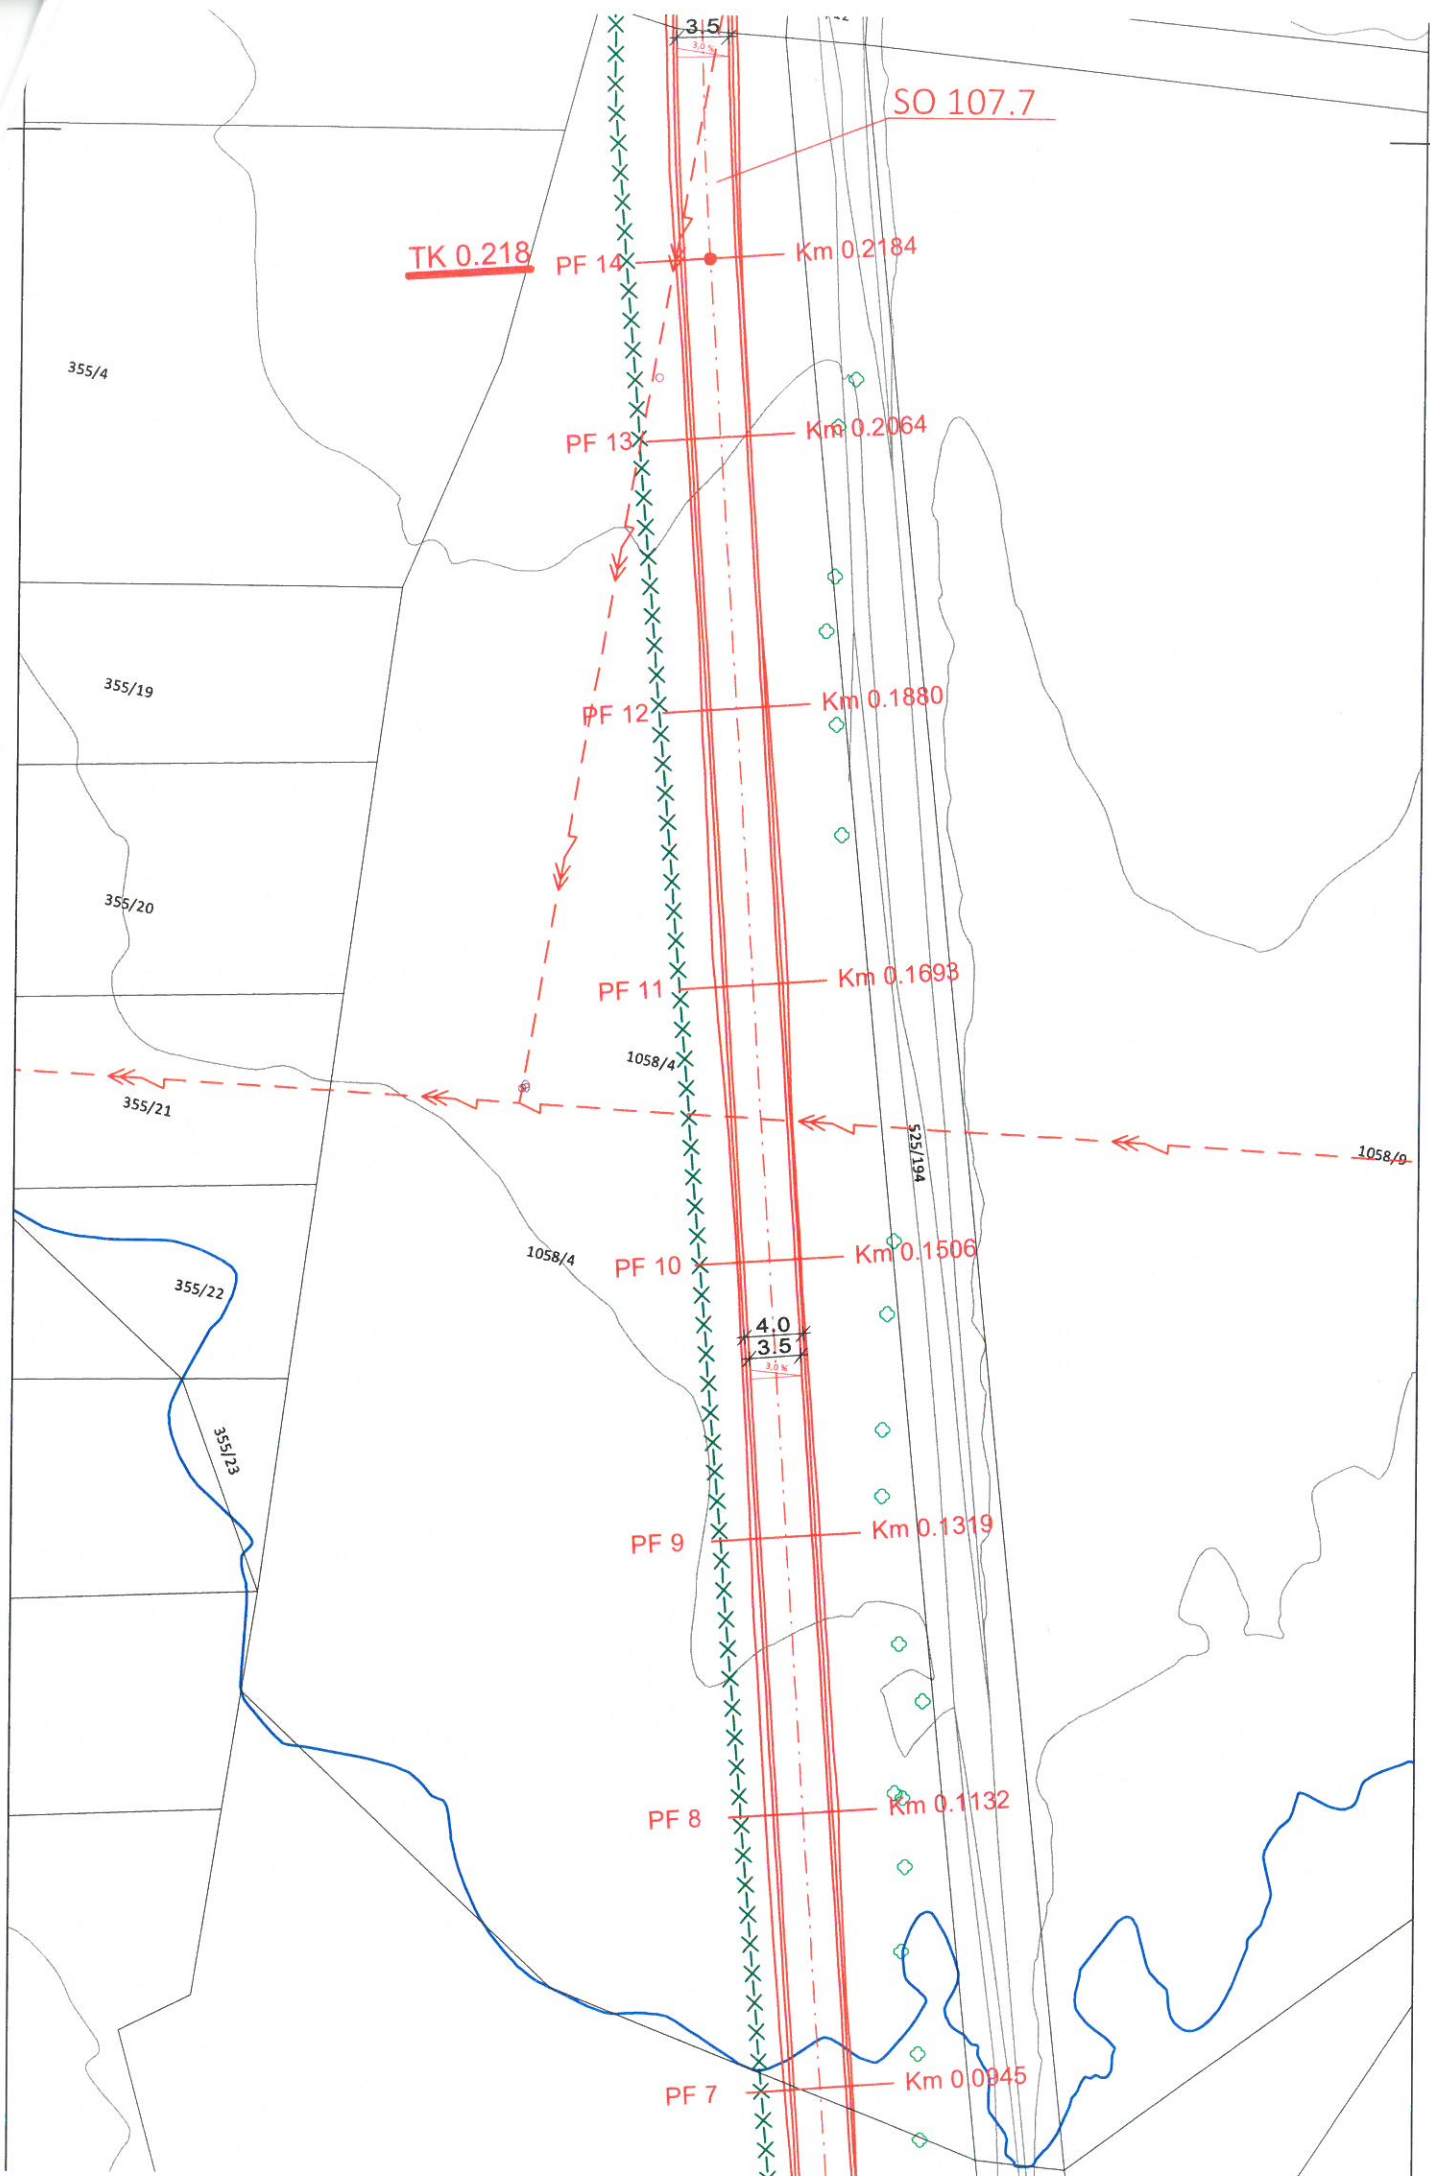 3.5
3,0 %
SO 107.7
TK 0.218
PF 14
Km 0.2184
355/4
PF 13
Km 0.2064
355/19
PF 12
Km 0.1880
355/20
PF 11
Km 0.1693
1058/4
355/21
525/194
1058/9
1058/4
PF 10
Km 0.1506
355/22
4.0
3.5
3,0 %
355/23
PF 9
Km 0.1319
PF 8
Km 0.1132
PF 7
Km 0.0945